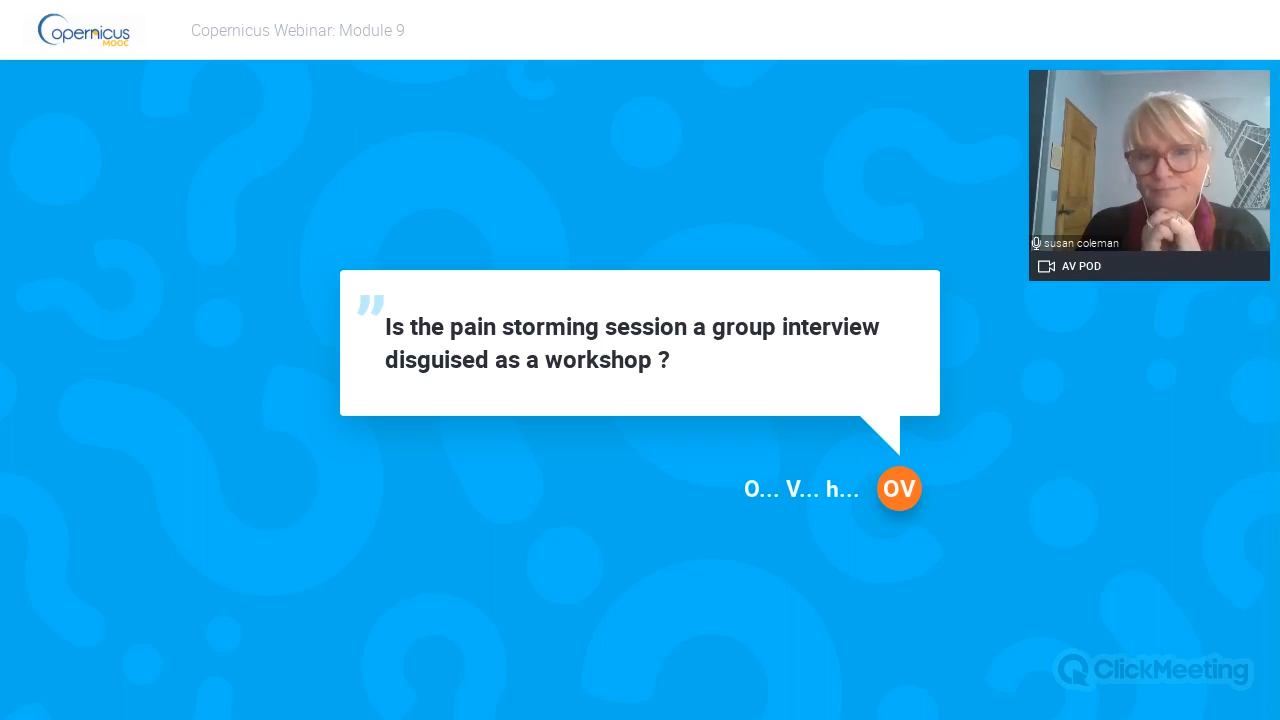 Copernicus
MOOC
Copernicus Webinar: Module 9
susan coleman
AV POD
"
Is the pain storming session a group interview
disguised as a workshop ?
O... V... h...
OV
ClickMeeting